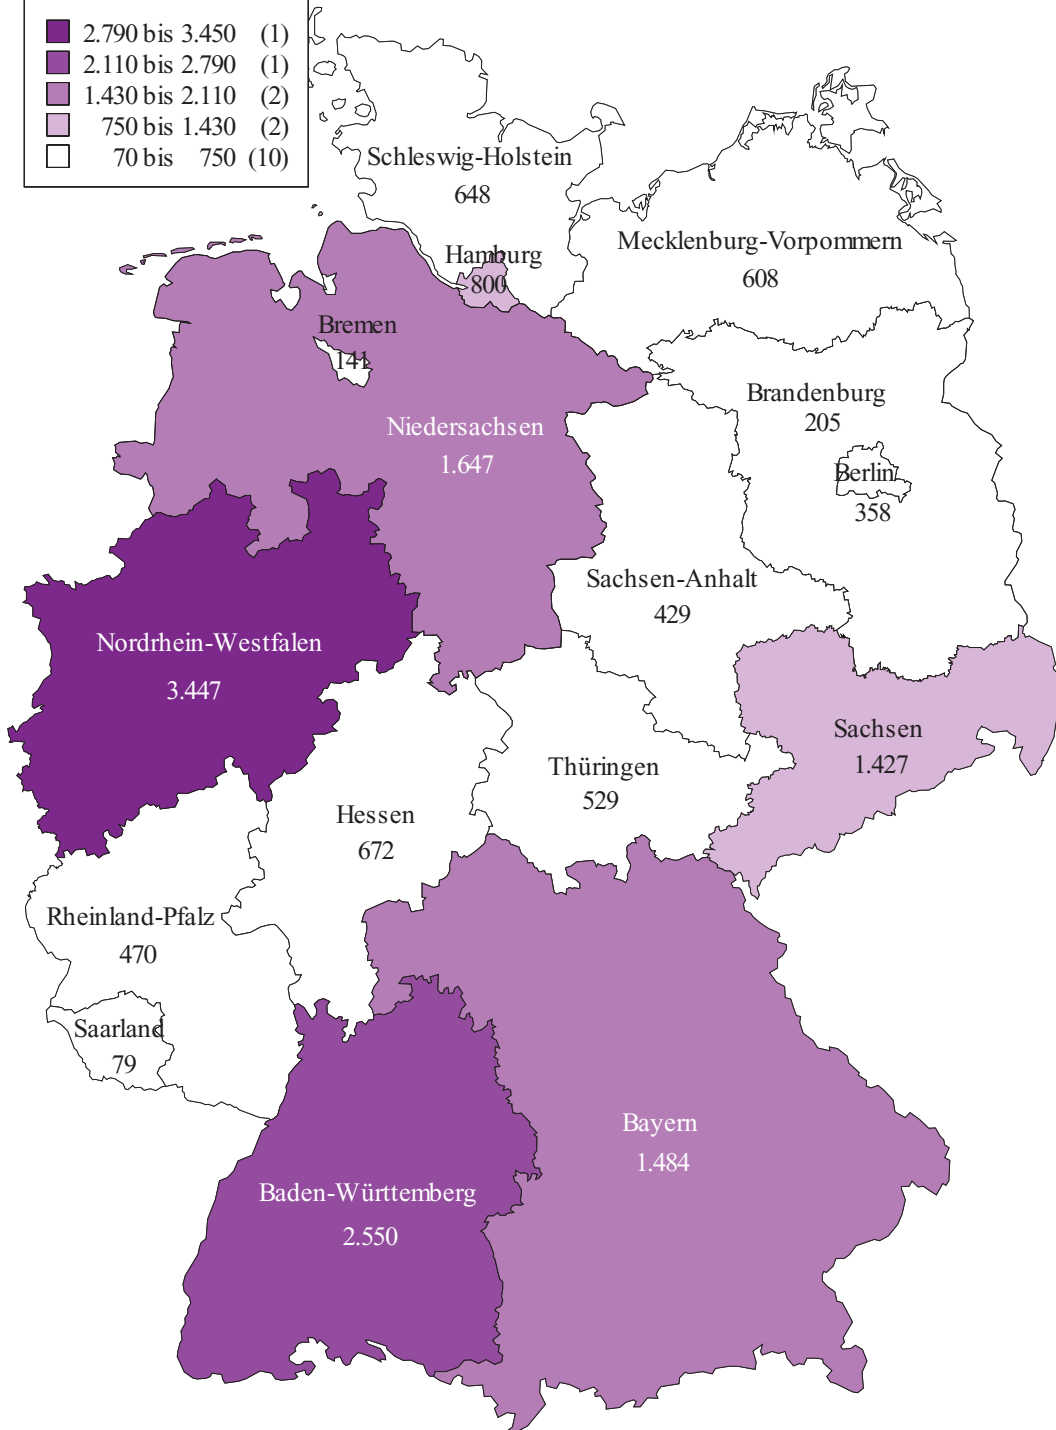 2.790 bis 3.450 (1)
2.110 bis 2.790 (1)
1.430 bis 2.110 (2)
750 bis 1.430 (2)
70 bis 750 (10)
Schleswig-Holstein
648
Mecklenburg-Vorpommern
608
Hamburg
800
Bremen
141
Brandenburg
205
Niedersachsen
1.647
Berlin
358
Sachsen-Anhalt
429
Nordrhein-Westfalen
3.447
Sachsen
1.427
Thüringen
529
Hessen
672
Rheinland-Pfalz
470
Saarland
79
Bayern
1.484
Baden-Württemberg
2.550